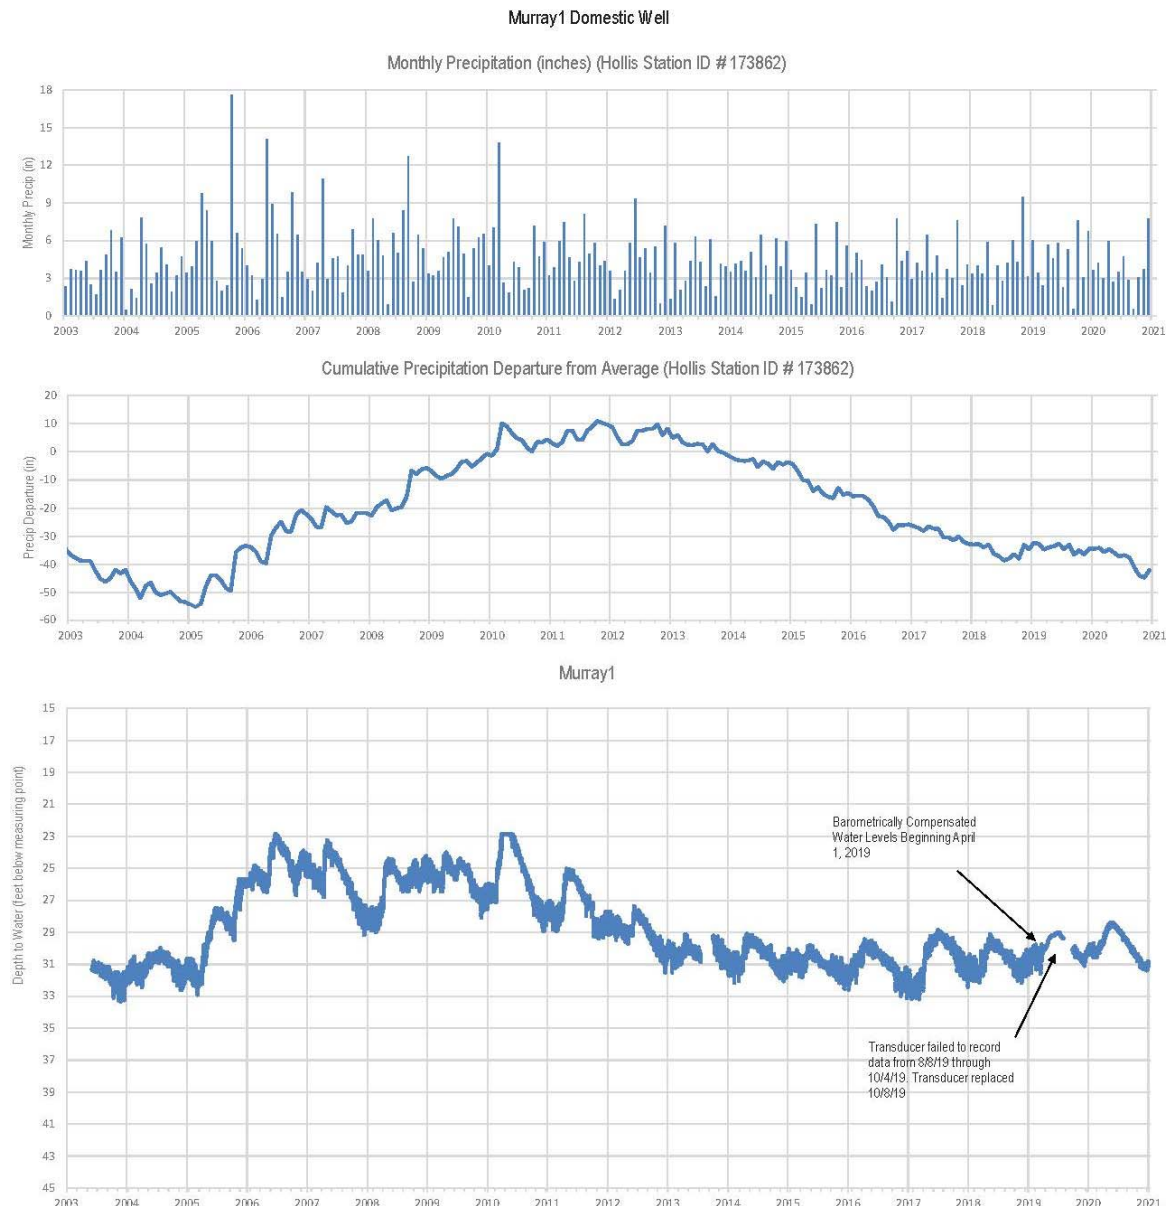 Murray1 Domestic Well
Monthly Precipitation (inches) (Hollis Station ID # 173862)
Monthly Precip (in)
18
15
12
9
6
3
0
2003 2004 2005 2006 2007 2008 2009 2010 2011 2012 2013 2014 2015 2016 2017 2018 2019 2020 2021
Cumulative Precipitation Departure from Average (Hollis Station ID # 173862)
Precip Departure (in)
20
10
0
-10
-20
-30
-40
-50
-60
2003 2004 2005 2006 2007 2008 2009 2010 2011 2012 2013 2014 2015 2016 2017 2018 2019 2020 2021
Murray1
Depth to Water (feet below measuring point)
15
17
19
21
23
25
27
29
31
33
35
37
39
41
43
45
Barometrically Compensated
Water Levels Beginning April
1, 2019
Transducer failed to record
data from 8/8/19 through
10/4/19. Transducer replaced
10/8/19
2003 2004 2005 2006 2007 2008 2009 2010 2011 2012 2013 2014 2015 2016 2017 2018 2019 2020 2021